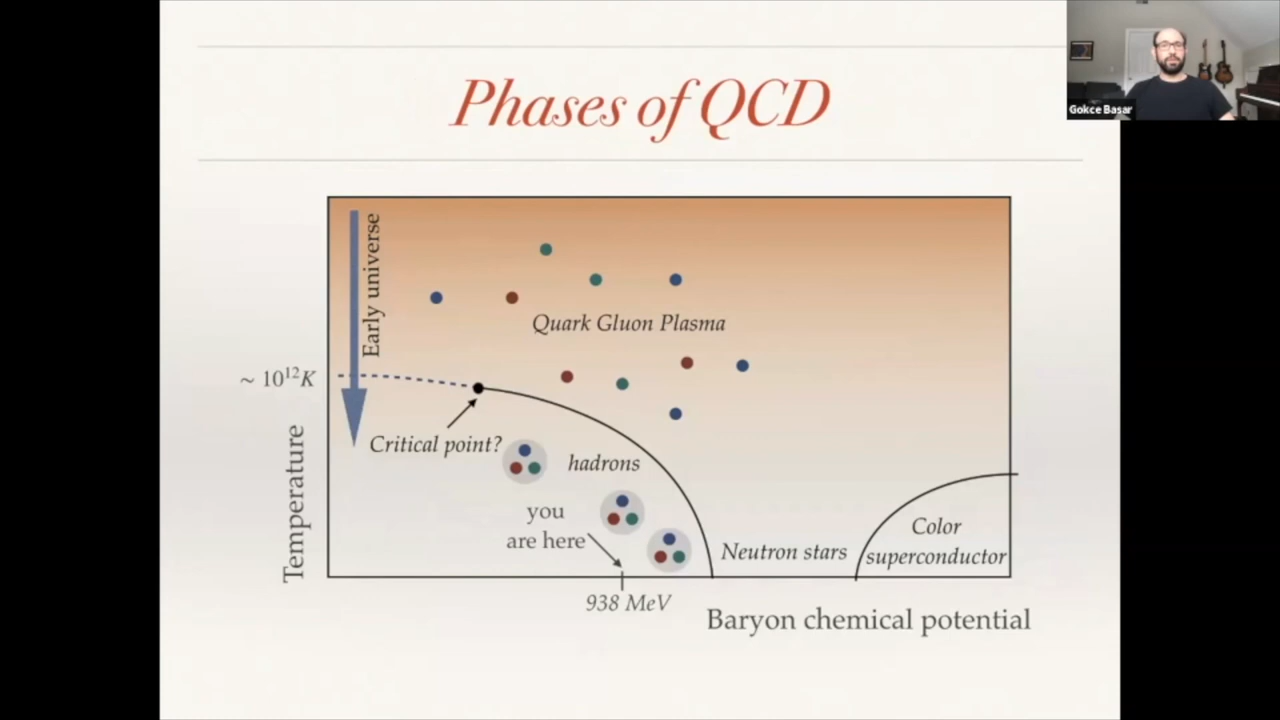 Phases of QCD
Gokce Basar
Early universe
Quark Gluon Plasma
~ 10¹²K
Critical point?
hadrons
you
are here
Temperature
Neutron stars
Color
superconductor
938 MeV
Baryon chemical potential